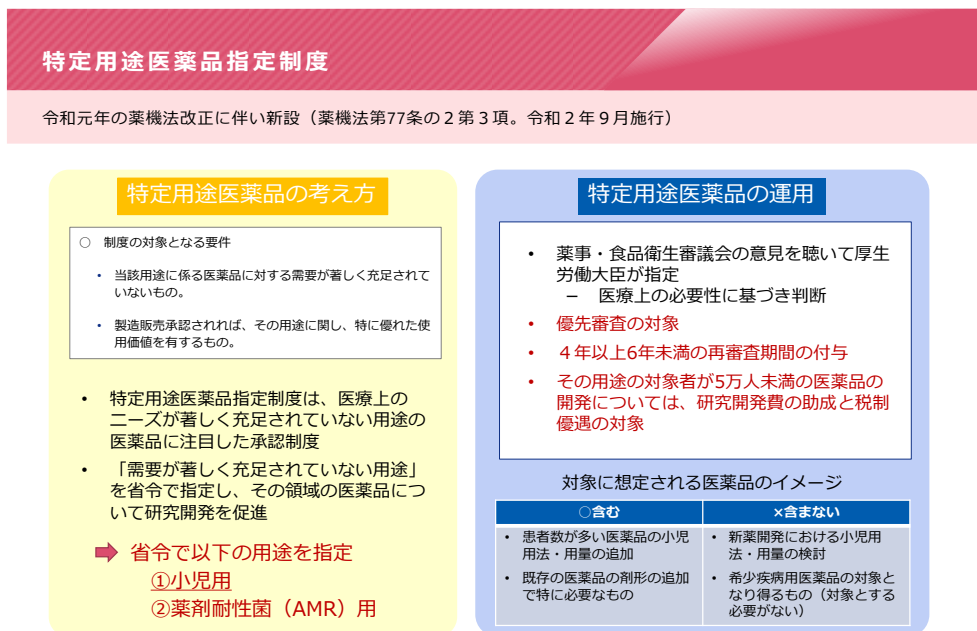 特定用途医薬品指定制度
令和元年の薬機法改正に伴い新設（薬機法第77条の２第３項。令和２年９月施行）
特定用途医薬品の考え方
○ 制度の対象となる要件
• 当該用途に係る医薬品に対する需要が著しく充足されて
いないもの。
• 製造販売承認されれば、その用途に関し、特に優れた使
用価値を有するもの。
• 特定用途医薬品指定制度は、医療上の
ニーズが著しく充足されていない用途の
医薬品に注目した承認制度
• 「需要が著しく充足されていない用途」
を省令で指定し、その領域の医薬品につ
いて研究開発を促進
省令で以下の用途を指定
①小児用
②薬剤耐性菌（AMR）用
特定用途医薬品の運用
• 薬事・食品衛生審議会の意見を聴いて厚生
労働大臣が指定
－ 医療上の必要性に基づき判断
• 優先審査の対象
• ４年以上6年未満の再審査期間の付与
• その用途の対象者が5万人未満の医薬品の
開発については、研究開発費の助成と税制
優遇の対象
対象に想定される医薬品のイメージ
○含む
• 患者数が多い医薬品の小児
用法・用量の追加
• 既存の医薬品の剤形の追加
で特に必要なもの
×含まない
• 新薬開発における小児用
法・用量の検討
• 希少疾病用医薬品の対象と
なり得るもの（対象とする
必要がない）